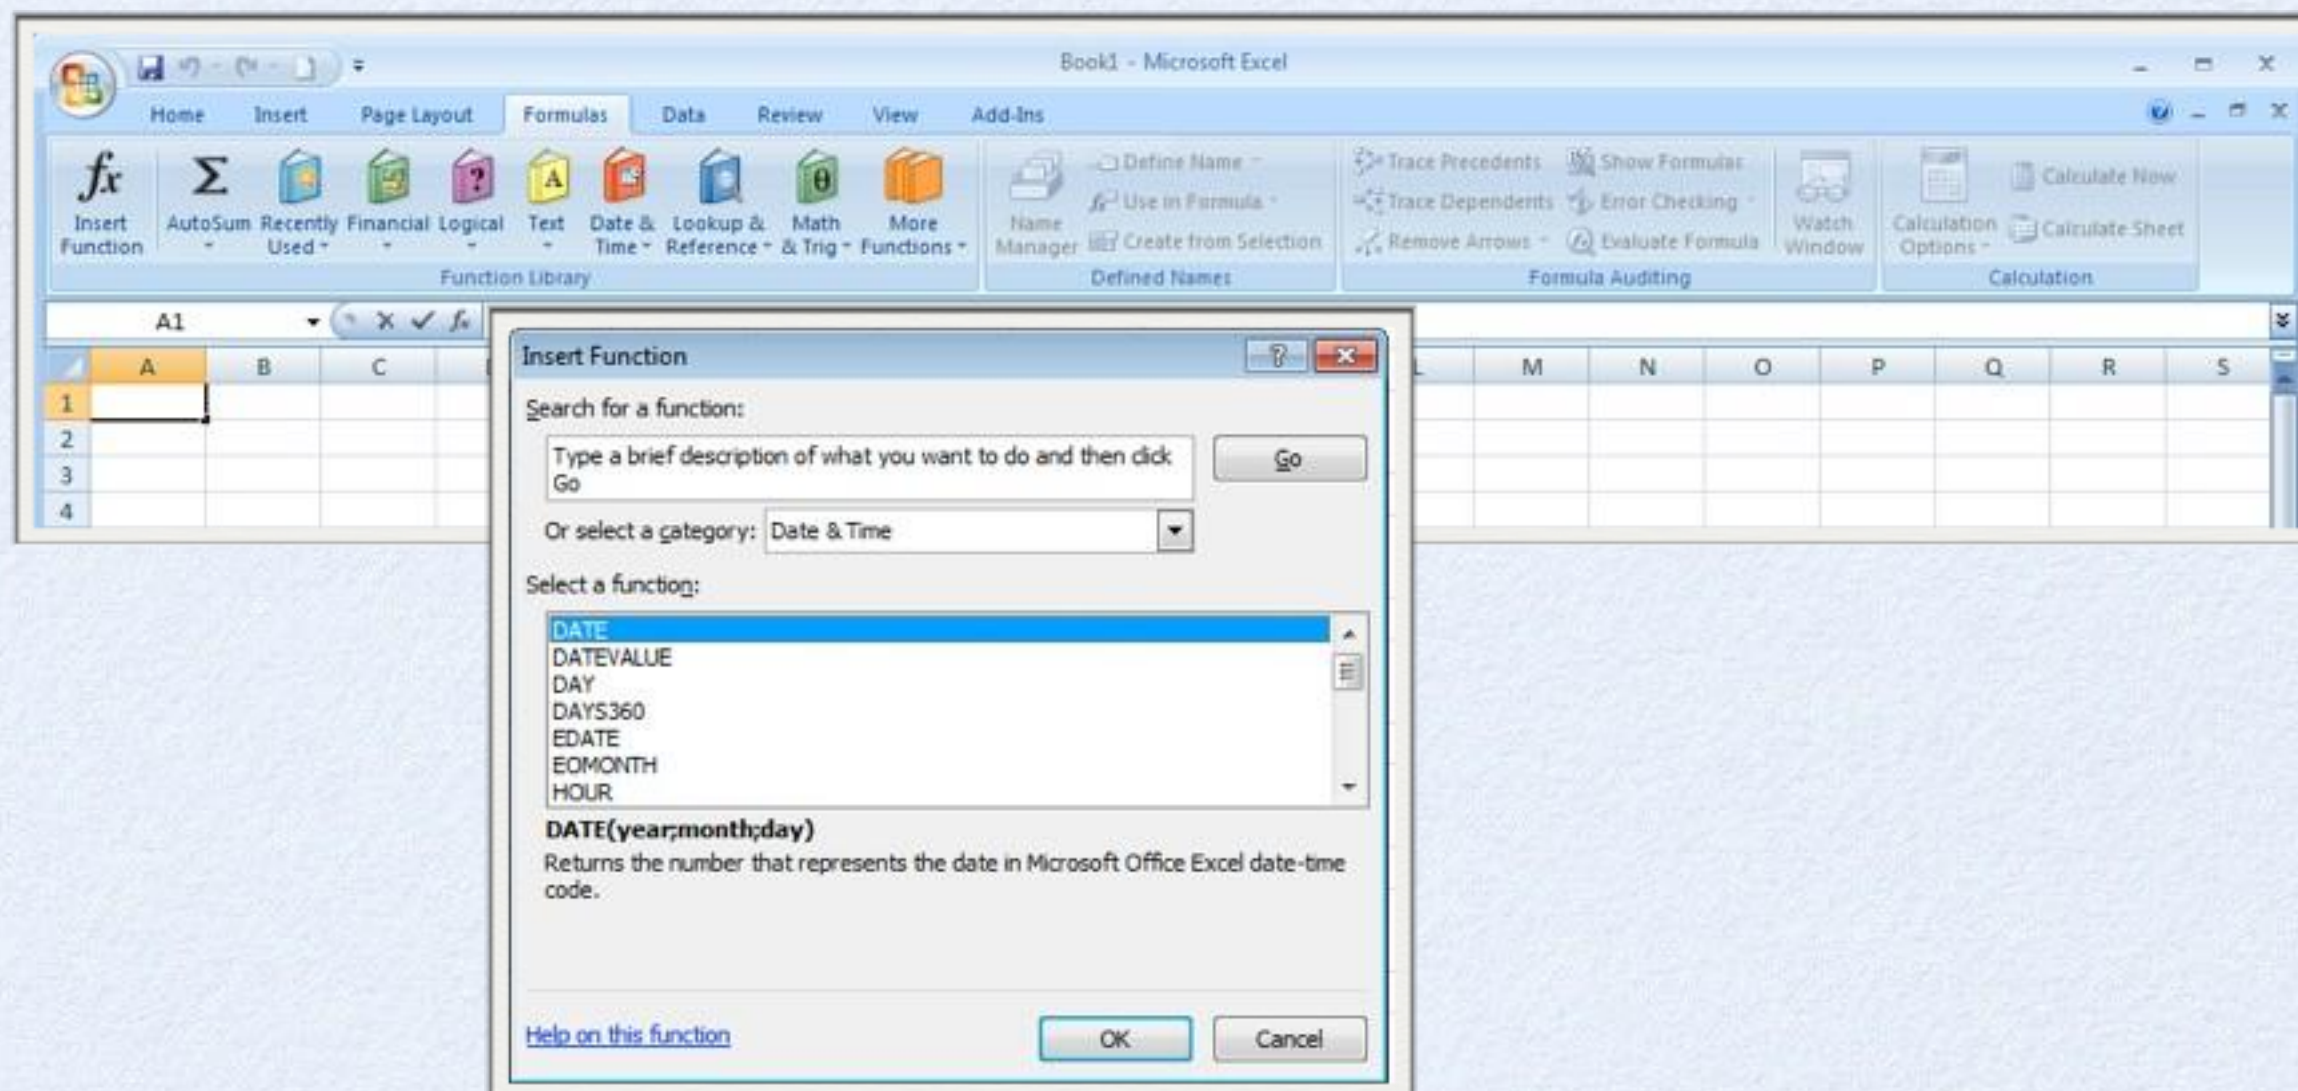 Book1 - Microsoft Excel
Home Insert Page Layout Formulas Data Review View Add-Ins
fx Insert Function
Σ AutoSum
Recently Used
Financial
? Logical
A Text
Date & Time
Lookup & Reference
θ Math & Trig
More Functions
Function Library
Name Manager
Define Name
Use in Formula
Create from Selection
Defined Names
Trace Precedents
Trace Dependents
Remove Arrows
Show Formulas
Error Checking
Evaluate Formula
Watch Window
Formula Auditing
Calculation Options
Calculate Now
Calculate Sheet
Calculation
A1 fx
A B C L M N O P Q R S
1
2
3
4
Insert Function ?
Search for a function:
Type a brief description of what you want to do and then click
Go
Go
Or select a category: Date & Time
Select a function:
DATE
DATEVALUE
DAY
DAYS360
EDATE
EOMONTH
HOUR
DATE(year;month;day)
Returns the number that represents the date in Microsoft Office Excel date-time
code.
Help on this function OK Cancel